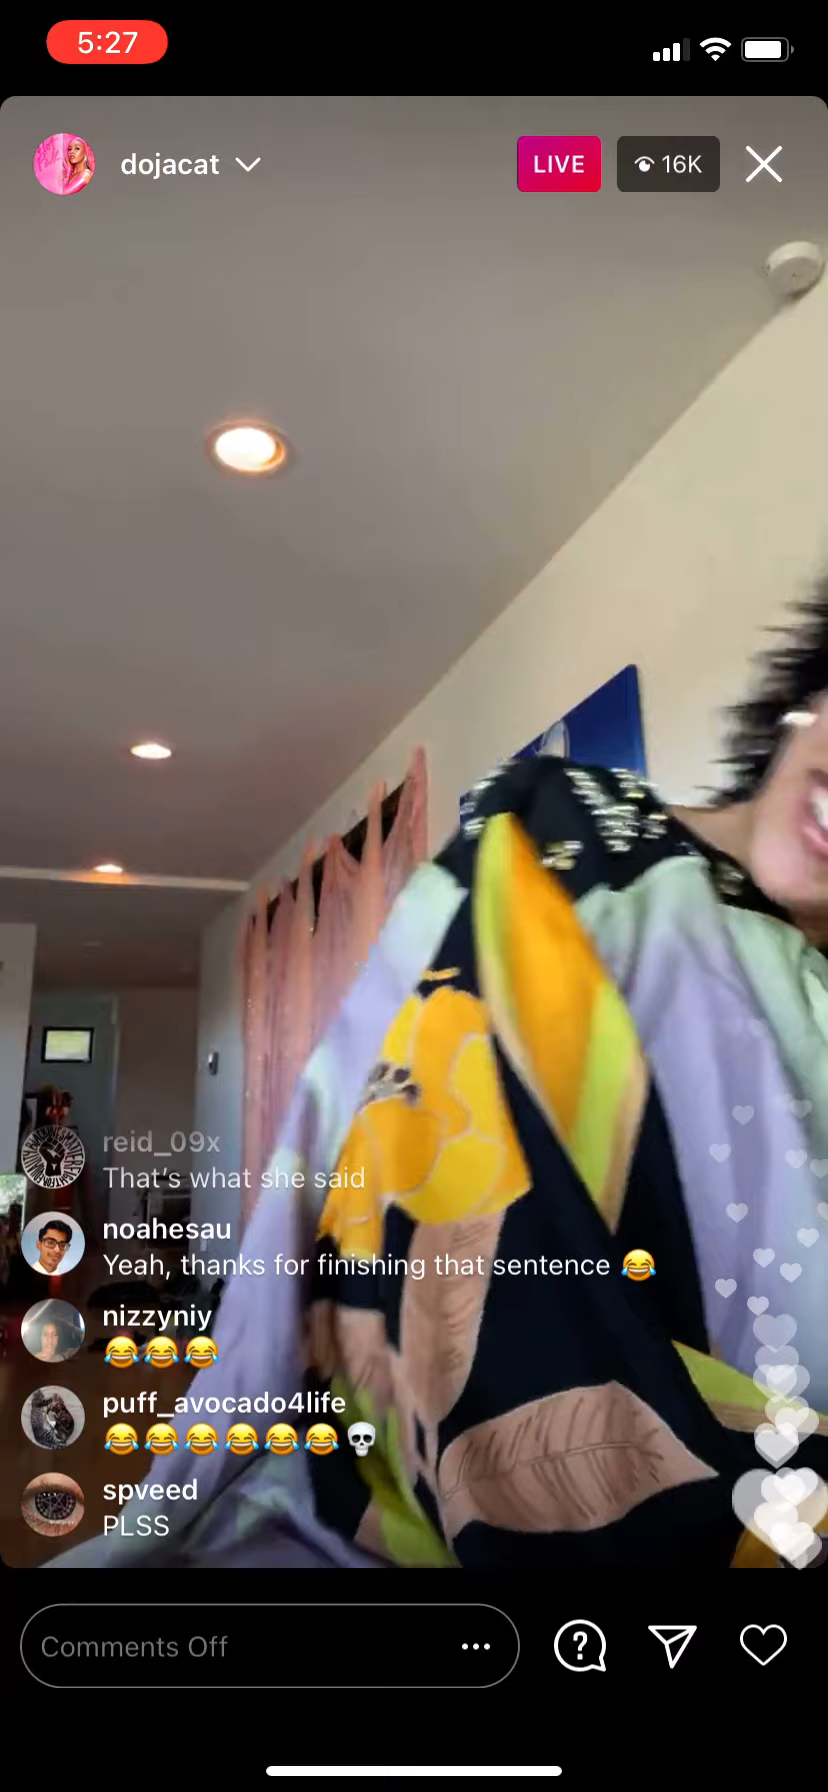 5:27
dojacat
LIVE
16K
reid_09x
That's what she said
noahesau
Yeah, thanks for finishing that sentence 😂
nizzyniy
😂😂😂
puff_avocado4life
😂😂😂😂😂😂💀
spveed
PLSS
Comments Off